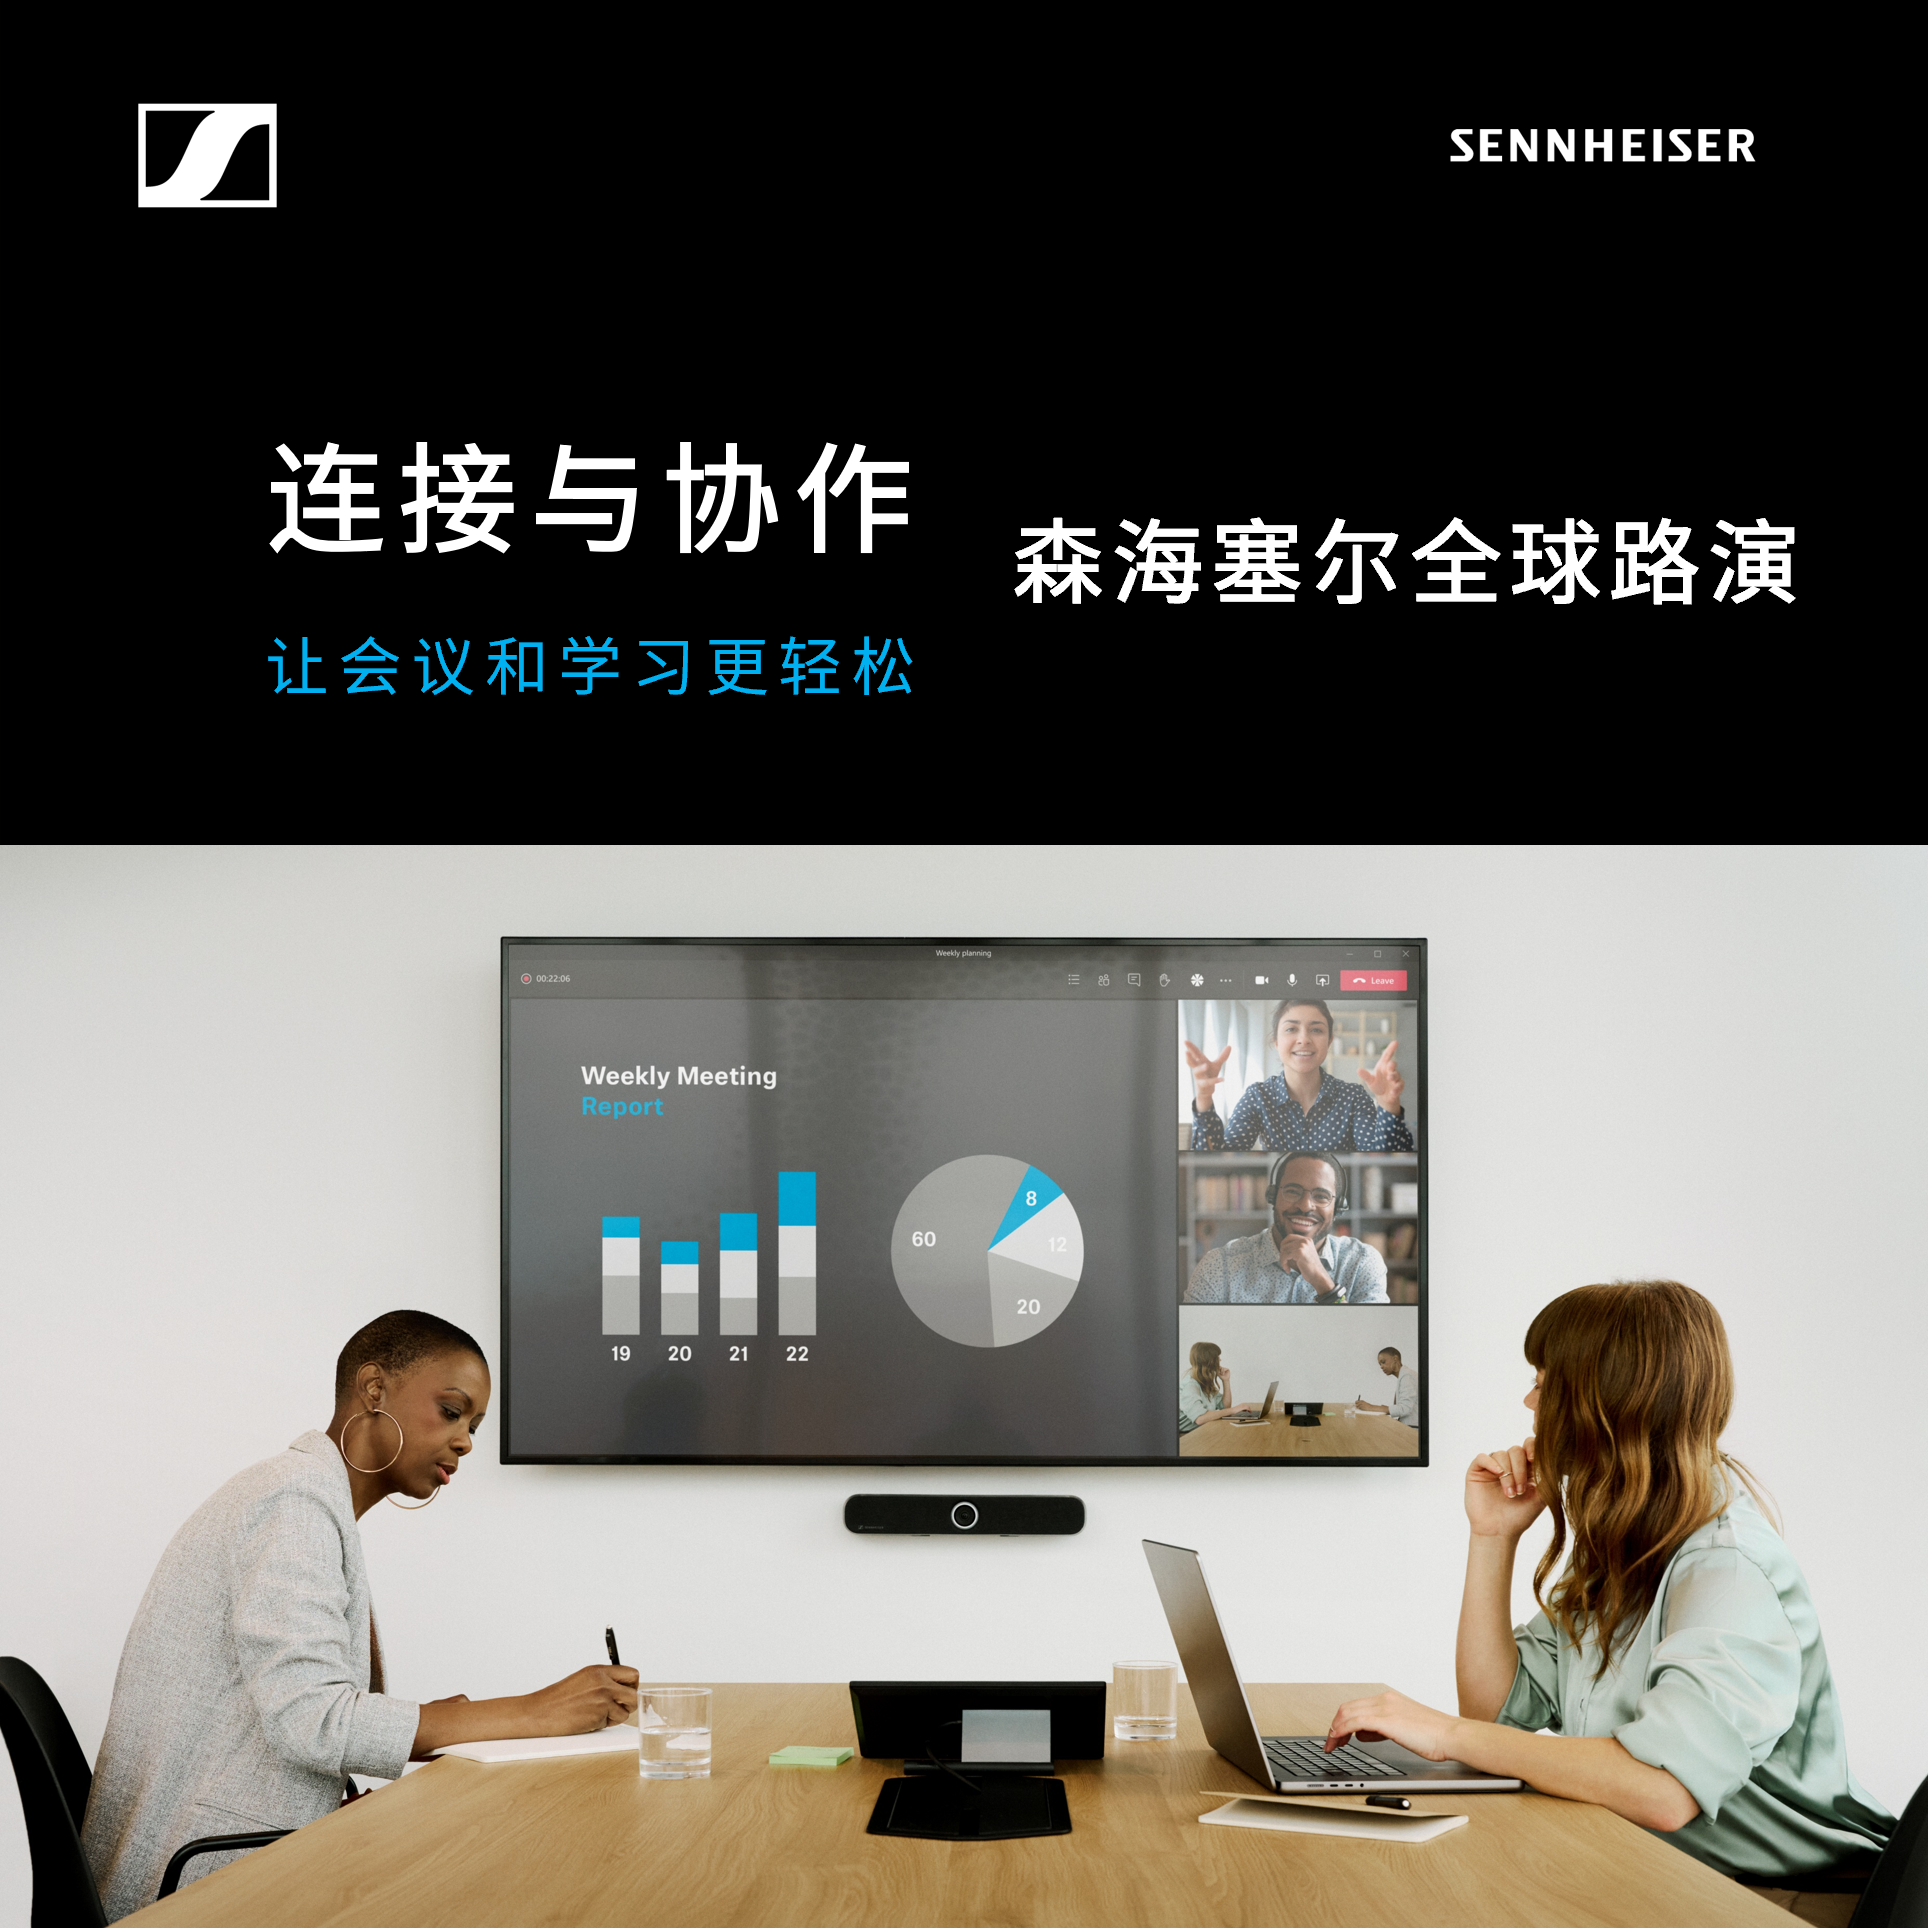 SENNHEISER
连接与协作
森海塞尔全球路演
让会议和学习更轻松
Weekly planning
00:22:06
Leave
Weekly Meeting
Report
8
60
12
20
19 20 21 22